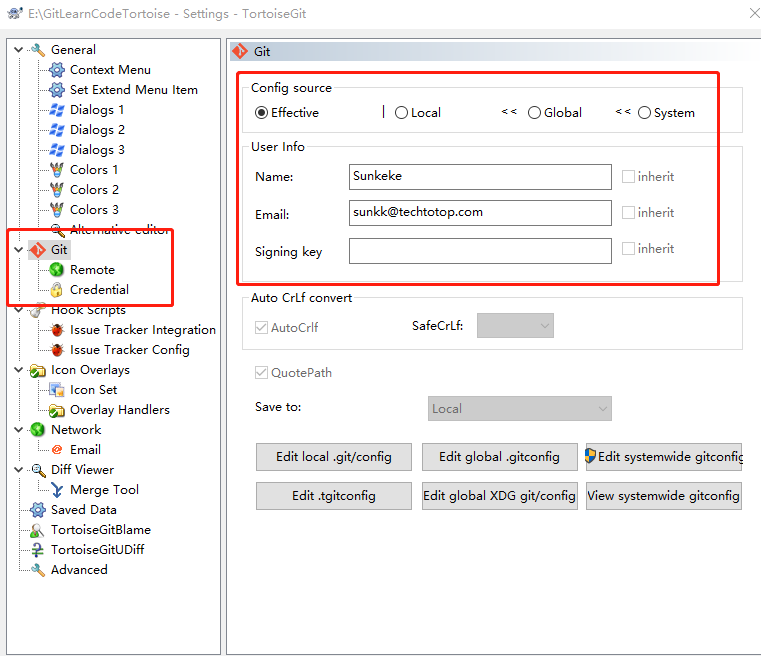 E:\GitLearnCodeTortoise - Settings - TortoiseGit
General
Context Menu
Set Extend Menu Item
Dialogs 1
Dialogs 2
Dialogs 3
Colors 1
Colors 2
Colors 3
Alternative editor
Git
Remote
Credential
Hook Scripts
Issue Tracker Integration
Issue Tracker Config
Icon Overlays
Icon Set
Overlay Handlers
Network
Email
Diff Viewer
Merge Tool
Saved Data
TortoiseGitBlame
TortoiseGitUDiff
Advanced
Git
Config source
Effective | Local << Global << System
User Info
Name: Sunkeke inherit
Email: sunkk@techtotop.com inherit
Signing key inherit
Auto CrLf convert
AutoCrlf SafeCrLf:
QuotePath
Save to: Local
Edit local .git/config Edit global .gitconfig Edit systemwide gitconfig
Edit .tgitconfig Edit global XDG git/config View systemwide gitconfig